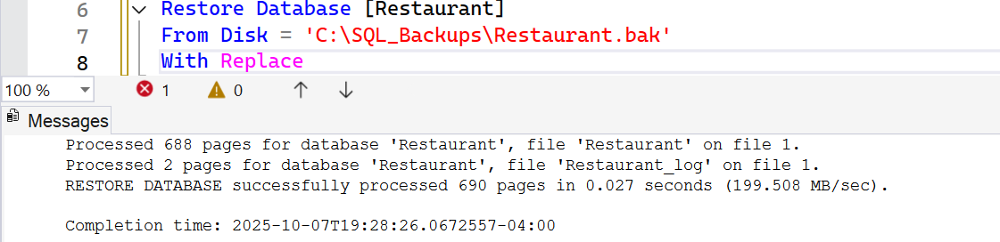 6 Restore Database [Restaurant]
7 From Disk = 'C:\SQL_Backups\Restaurant.bak'
8 With Replace
100 % 1 0
Messages
Processed 688 pages for database 'Restaurant', file 'Restaurant' on file 1.
Processed 2 pages for database 'Restaurant', file 'Restaurant_log' on file 1.
RESTORE DATABASE successfully processed 690 pages in 0.027 seconds (199.508 MB/sec).
Completion time: 2025-10-07T19:28:26.0672557-04:00